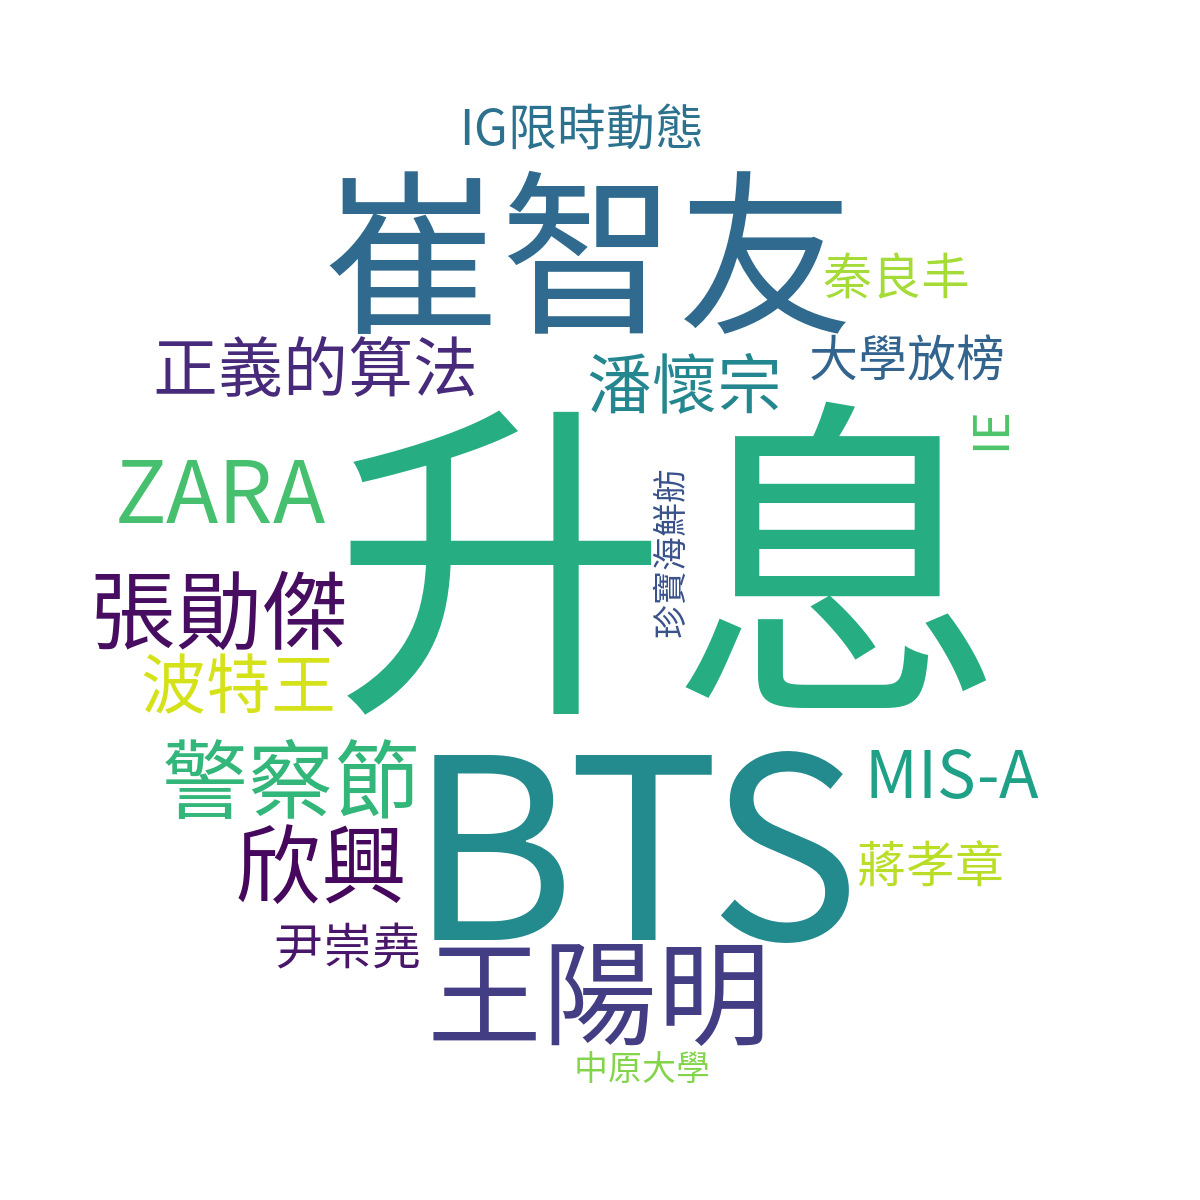 IG限時動態
崔智友
秦良丰
正義的算法
潘懷宗
大學放榜
IE
ZARA
升息
珍寶海鮮舫
張勛傑
波特王
警察節
BTS
MIS-A
欣興
蔣孝章
尹崇堯
王陽明
中原大學